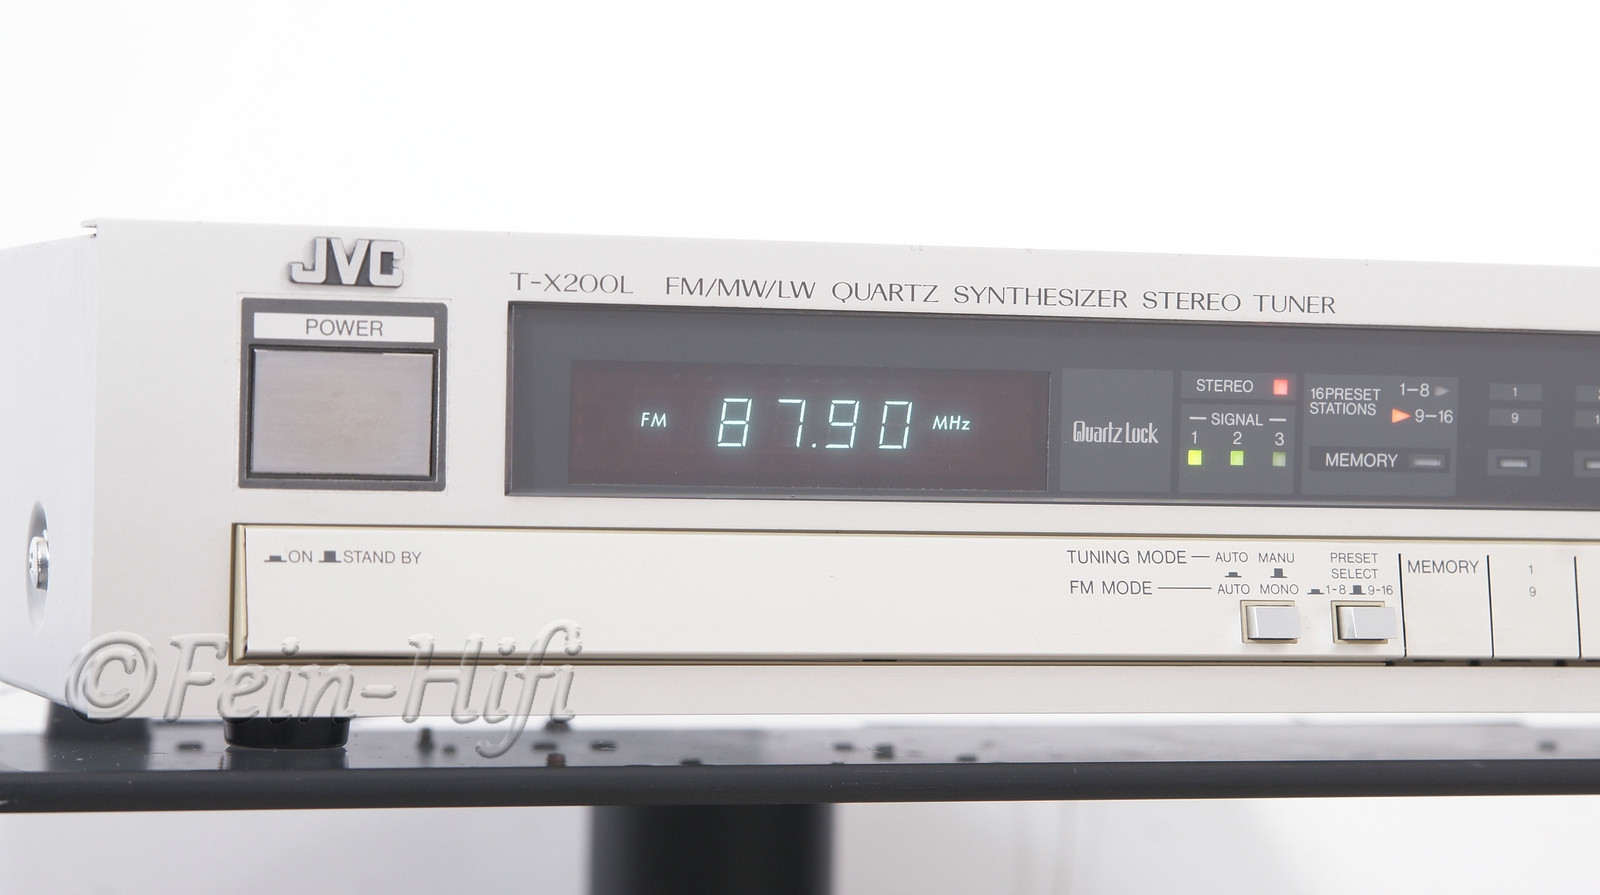 JVC
T-X200L FM/MW/LW QUARTZ SYNTHESIZER STEREO TUNER
POWER
FM 87.90 MHz
Quartz Lock
STEREO
SIGNAL
1 2 3
16PRESET STATIONS
1-8
9-16
MEMORY
1
9
ON STAND BY
TUNING MODE AUTO MANU
FM MODE AUTO MONO
PRESET
SELECT
1-8 9-16
MEMORY
1
9
©Fein-Hifi